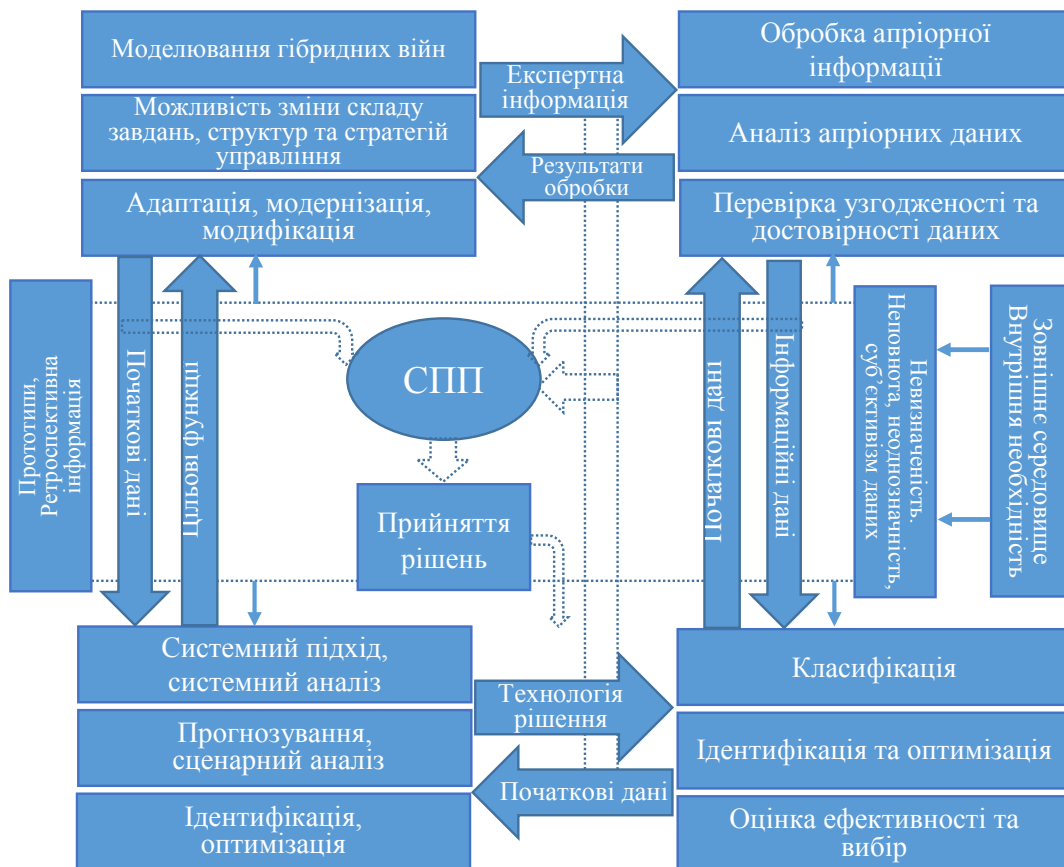 Моделювання гібридних війн
Можливість зміни складу
завдань, структур та стратегій
управління
Адаптація, модернізація,
модифікація
Експертна
інформація
Результати
обробки
Обробка апріорної
інформації
Аналіз апріорних даних
Перевірка узгодженості та
достовірності даних
Прототипи,
Ретроспективна
інформація
Початкові дані
Цільові функції
СПП
Прийняття
рішень
Початкові дані
Інформаційні дані
Невизначеність.
Неповнота, неоднозначність,
суб’єктивізм даних
Зовнішнє середовище
Внутрішня необхідність
Системний підхід,
системний аналіз
Прогнозування,
сценарний аналіз
Ідентифікація,
оптимізація
Технологія
рішення
Початкові дані
Класифікація
Ідентифікація та оптимізація
Оцінка ефективності та
вибір